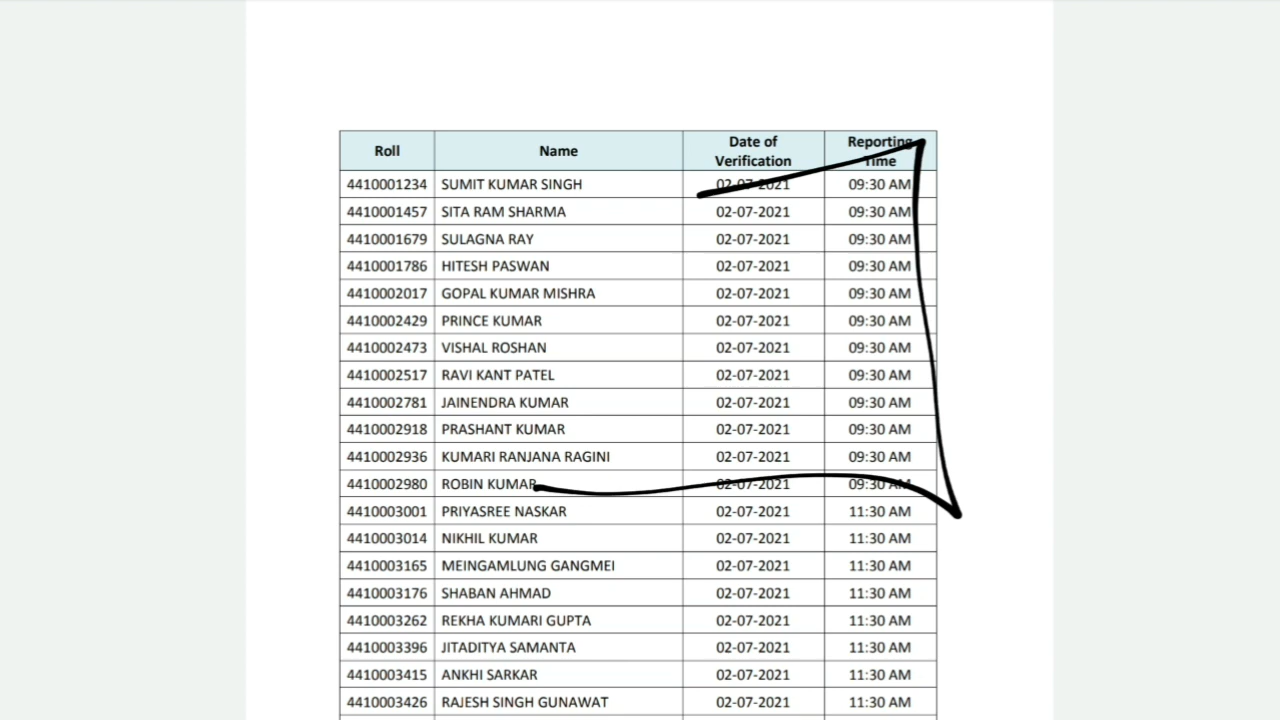 Roll Name Date of Verification Reporting Time
4410001234 SUMIT KUMAR SINGH 02-07-2021 09:30 AM
4410001457 SITA RAM SHARMA 02-07-2021 09:30 AM
4410001679 SULAGNA RAY 02-07-2021 09:30 AM
4410001786 HITESH PASWAN 02-07-2021 09:30 AM
4410002017 GOPAL KUMAR MISHRA 02-07-2021 09:30 AM
4410002429 PRINCE KUMAR 02-07-2021 09:30 AM
4410002473 VISHAL ROSHAN 02-07-2021 09:30 AM
4410002517 RAVI KANT PATEL 02-07-2021 09:30 AM
4410002781 JAINENDRA KUMAR 02-07-2021 09:30 AM
4410002918 PRASHANT KUMAR 02-07-2021 09:30 AM
4410002936 KUMARI RANJANA RAGINI 02-07-2021 09:30 AM
4410002980 ROBIN KUMAR 02-07-2021 09:30 AM
4410003001 PRIYASREE NASKAR 02-07-2021 11:30 AM
4410003014 NIKHIL KUMAR 02-07-2021 11:30 AM
4410003165 MEINGAMLUNG GANGMEI 02-07-2021 11:30 AM
4410003176 SHABAN AHMAD 02-07-2021 11:30 AM
4410003262 REKHA KUMARI GUPTA 02-07-2021 11:30 AM
4410003396 JITADITYA SAMANTA 02-07-2021 11:30 AM
4410003415 ANKHI SARKAR 02-07-2021 11:30 AM
4410003426 RAJESH SINGH GUNAWAT 02-07-2021 11:30 AM